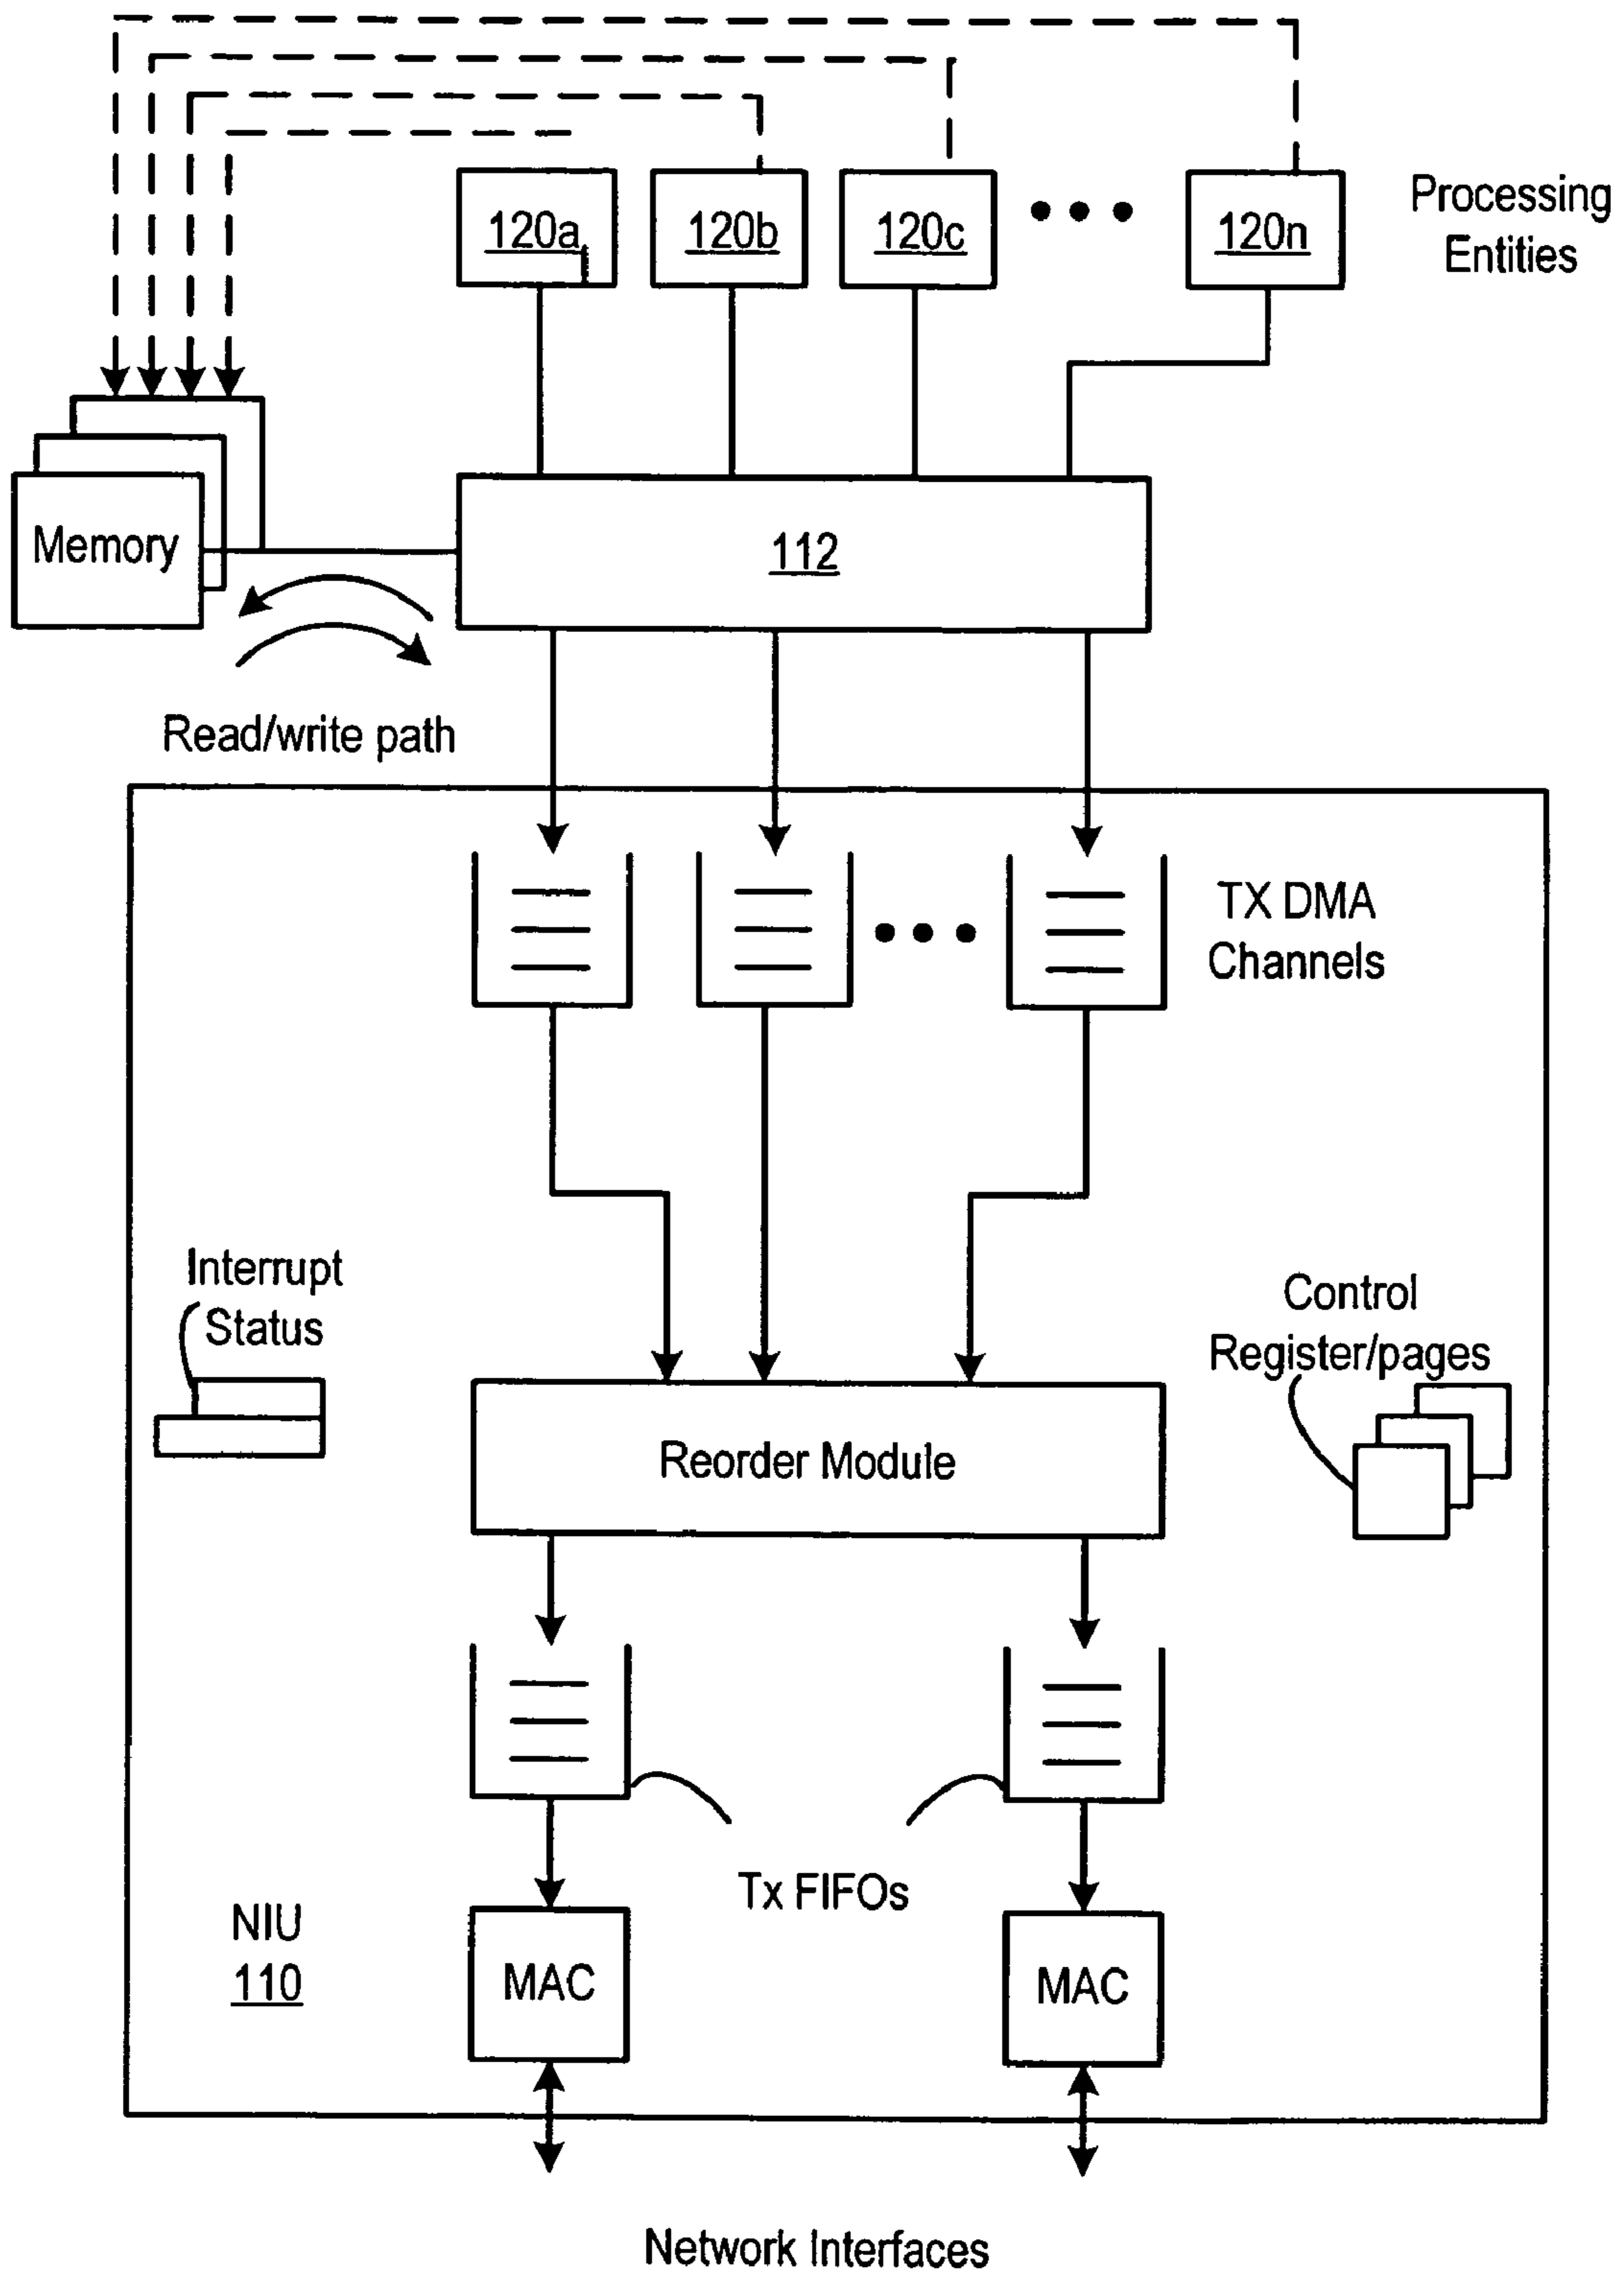 120a
120b
120c
120n
Processing
Entities
Memory
112
Read/write path
TX DMA
Channels
Interrupt
Status
Control
Register/pages
Reorder Module
Tx FIFOs
NIU
110
MAC
MAC
Network Interfaces